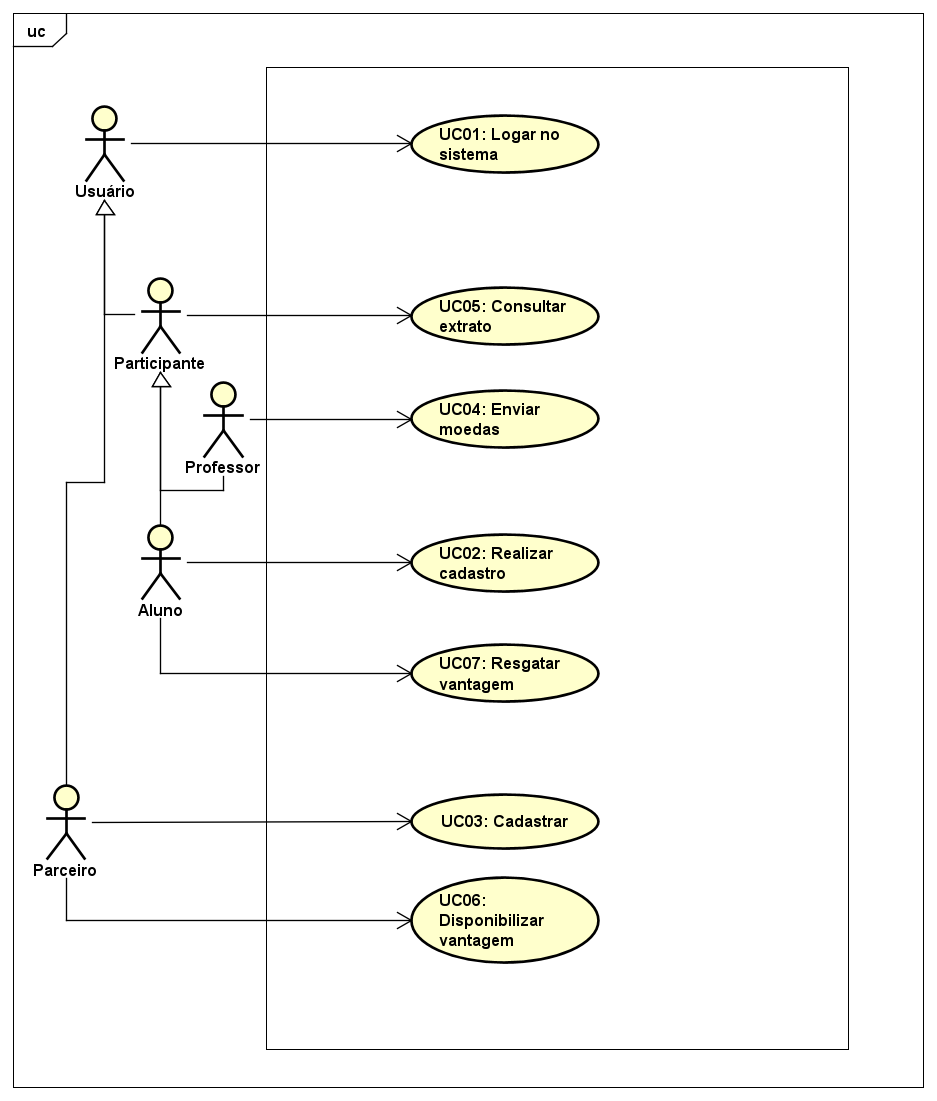 uc
Usuário
UC01: Logar no
sistema
Participante
UC05: Consultar
extrato
Professor
UC04: Enviar
moedas
Aluno
UC02: Realizar
cadastro
UC07: Resgatar
vantagem
Parceiro
UC03: Cadastrar
UC06:
Disponibilizar
vantagem